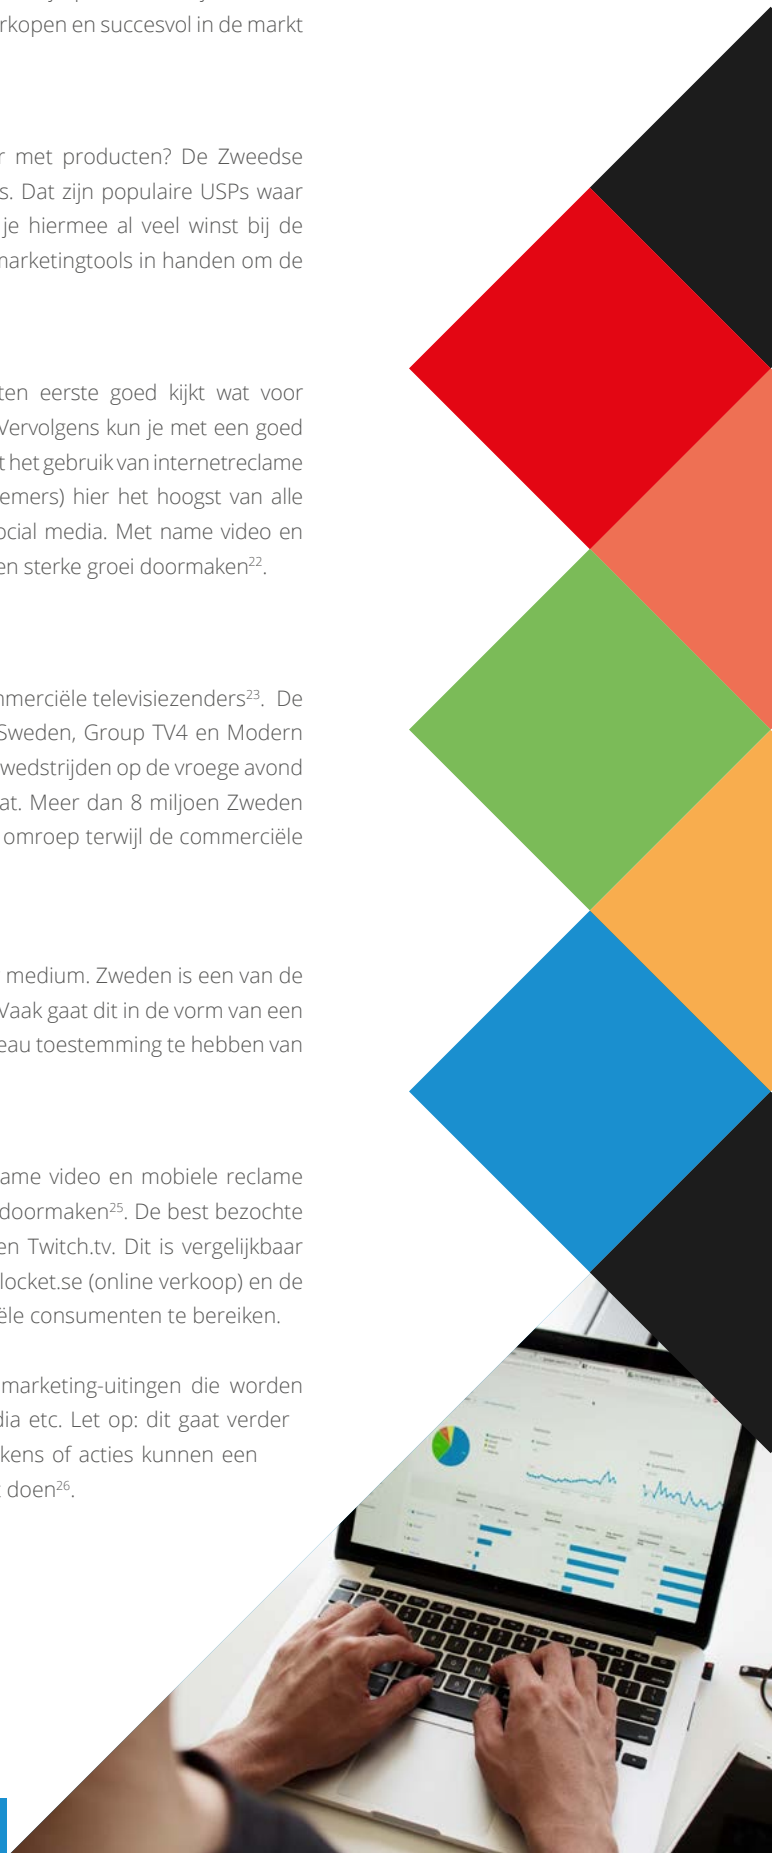 rkopen en succesvol in de markt
r met producten? De Zweedse
s. Dat zijn populaire USPs waar
je hiermee al veel winst bij de
marketingtools in handen om de
ten eerste goed kijkt wat voor
Vervolgens kun je met een goed
t het gebruik van internetreclame
emers) hier het hoogst van alle
ocial media. Met name video en
en sterke groei doormaken22.
mmerciële televisiezenders23. De
Sweden, Group TV4 en Modern
wedstrijden op de vroege avond
at. Meer dan 8 miljoen Zweden
omroep terwijl de commerciële
medium. Zweden is een van de
Vaak gaat dit in de vorm van een
eau toestemming te hebben van
ame video en mobiele reclame
doormaken25. De best bezochte
en Twitch.tv. Dit is vergelijkbaar
locket.se (online verkoop) en de
ële consumenten te bereiken.
marketing-uitingen die worden
dia etc. Let op: dit gaat verder
kens of acties kunnen een
t doen26.